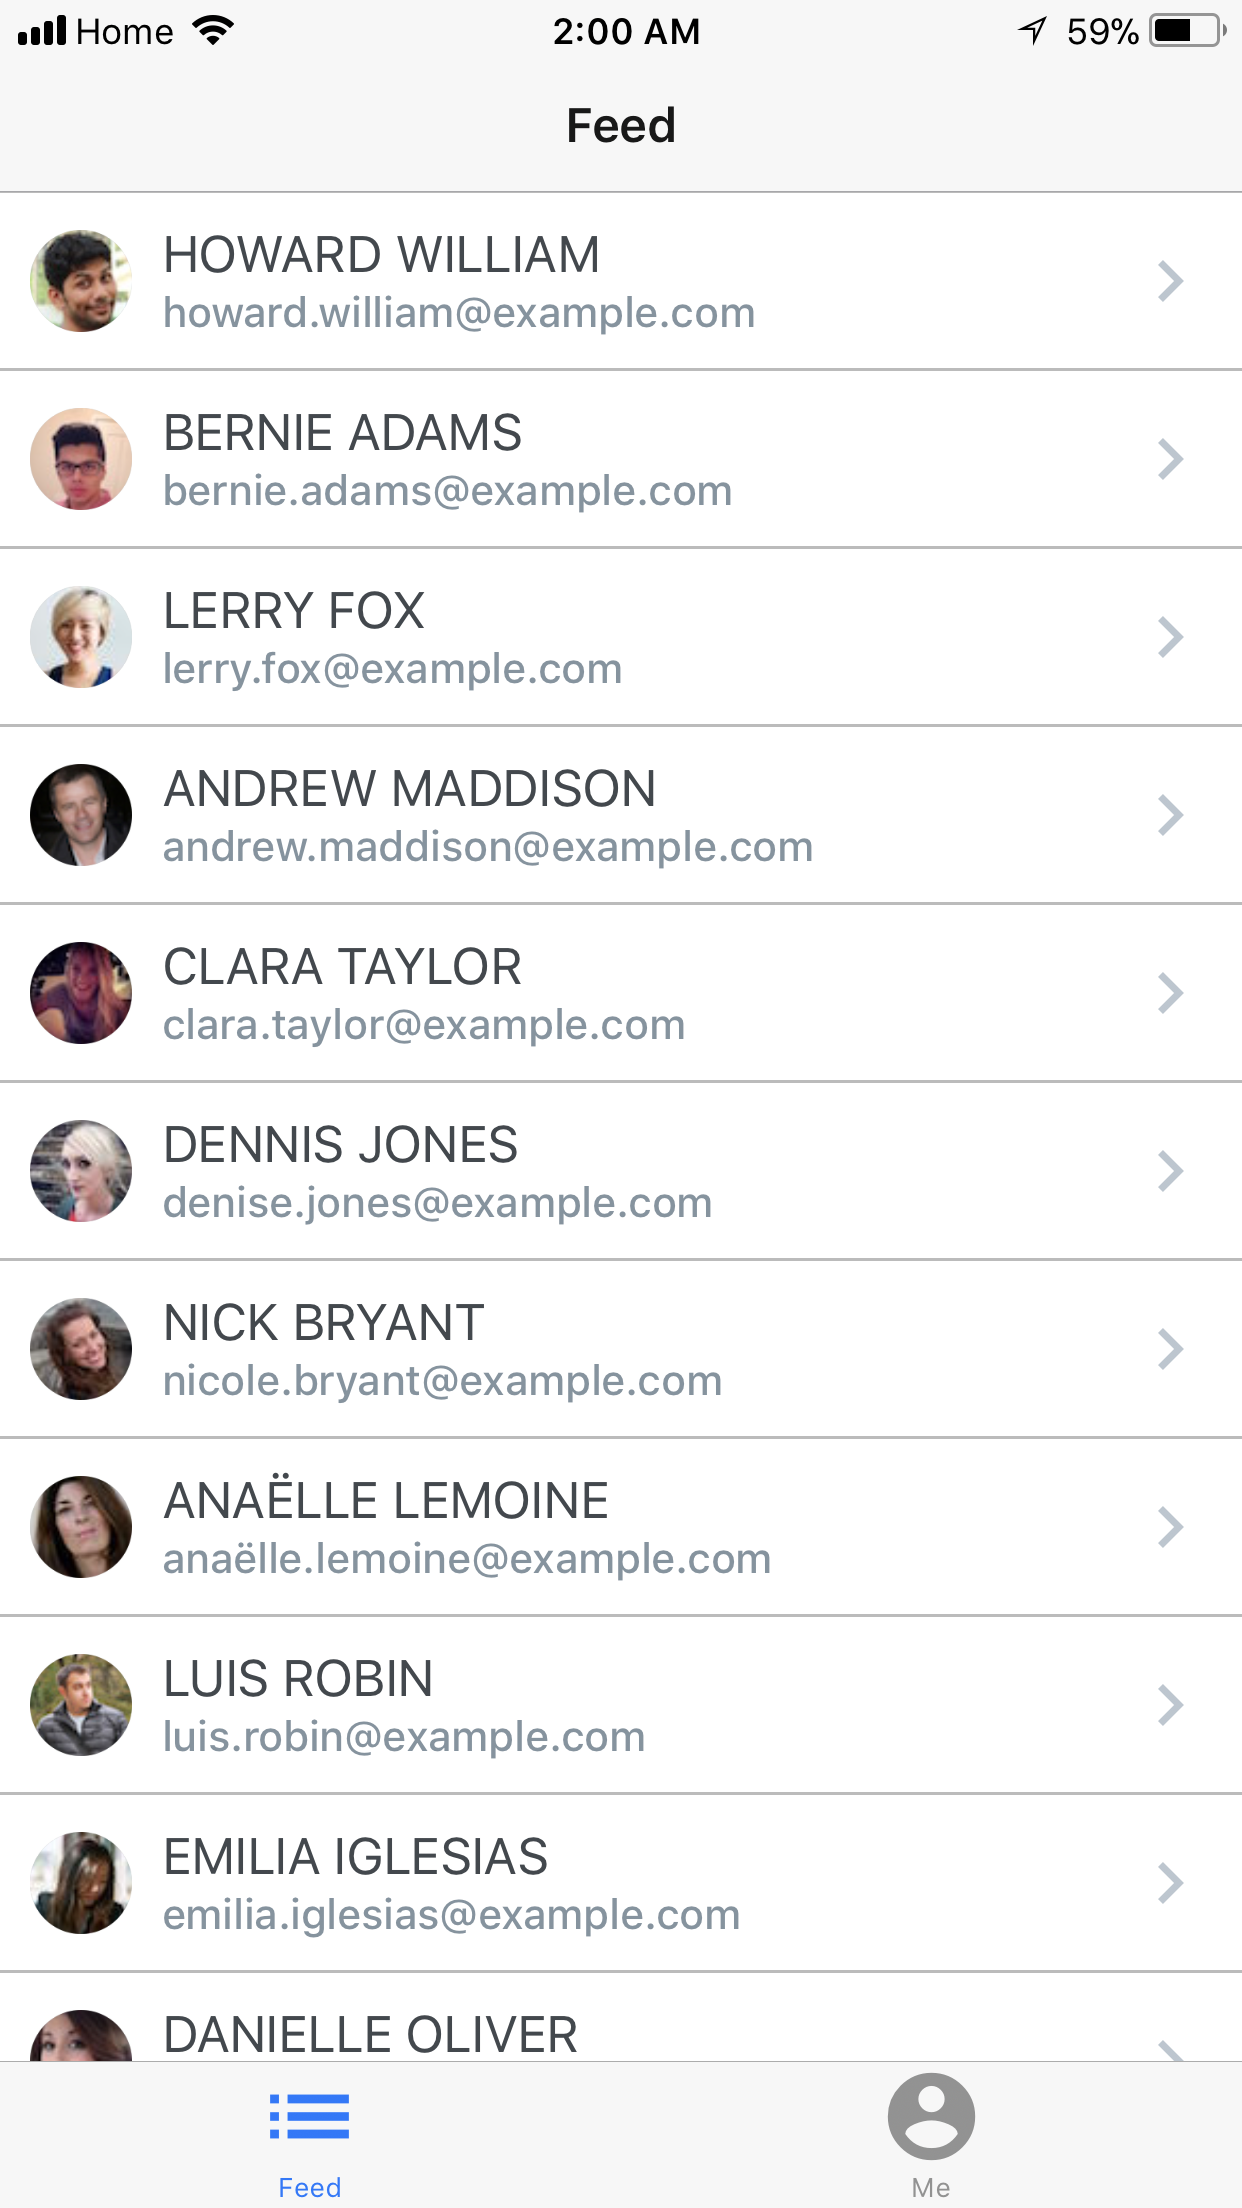 Home 2:00 AM 59%
Feed
HOWARD WILLIAM
howard.william@example.com
BERNIE ADAMS
bernie.adams@example.com
LERRY FOX
lerry.fox@example.com
ANDREW MADDISON
andrew.maddison@example.com
CLARA TAYLOR
clara.taylor@example.com
DENNIS JONES
denise.jones@example.com
NICK BRYANT
nicole.bryant@example.com
ANAËLLE LEMOINE
anaëlle.lemoine@example.com
LUIS ROBIN
luis.robin@example.com
EMILIA IGLESIAS
emilia.iglesias@example.com
DANIELLE OLIVER
Feed Me